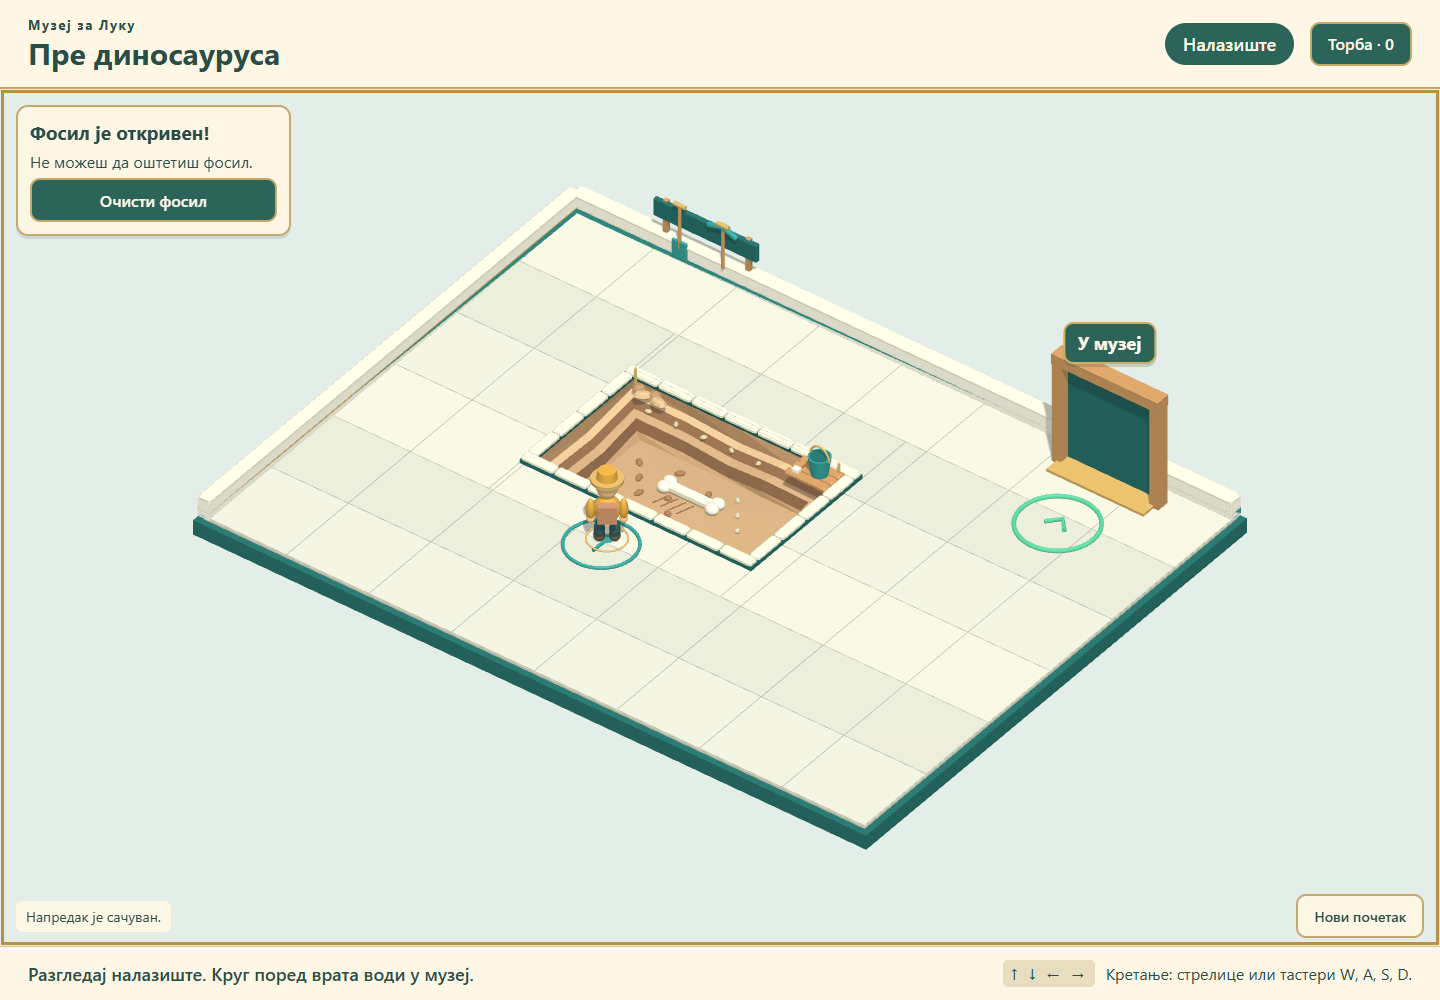 Музеј за Луку
Пре диносауруса
Налазиште
Торба · 0
Фосил је откривен!
Не можеш да оштетиш фосил.
Очисти фосил
У музеј
Напредак је сачуван.
Нови почетак
Разгледај налазиште. Круг поред врата води у музеј.
↑ ↓ ← → Кретање: стрелице или тастери W, A, S, D.